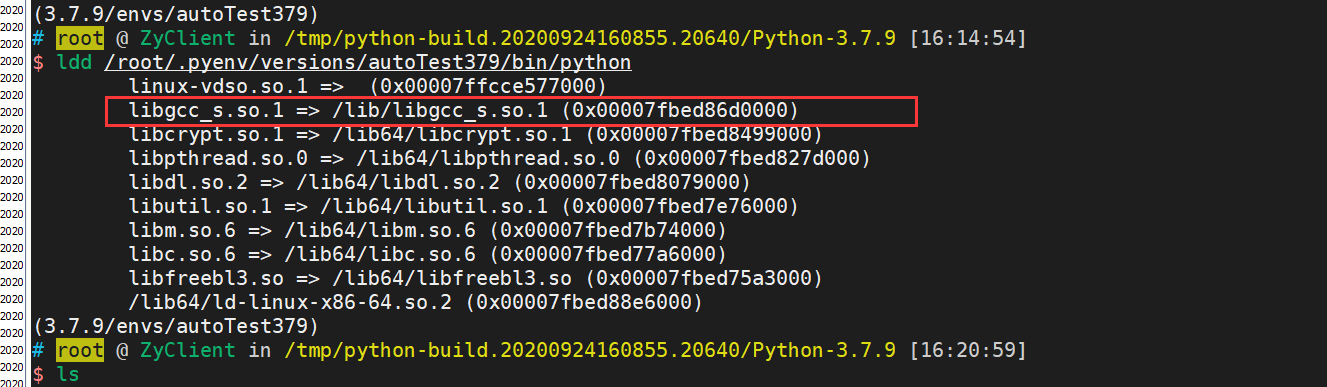 2020 (3.7.9/envs/autoTest379)
2020 # root @ ZyClient in /tmp/python-build.20200924160855.20640/Python-3.7.9 [16:14:54]
2020 $ ldd /root/.pyenv/versions/autoTest379/bin/python
2020 linux-vdso.so.1 =>  (0x00007ffcce577000)
2020 libgcc_s.so.1 => /lib/libgcc_s.so.1 (0x00007fbed86d0000)
2020 libcrypt.so.1 => /lib64/libcrypt.so.1 (0x00007fbed8499000)
2020 libpthread.so.0 => /lib64/libpthread.so.0 (0x00007fbed827d000)
2020 libdl.so.2 => /lib64/libdl.so.2 (0x00007fbed8079000)
2020 libutil.so.1 => /lib64/libutil.so.1 (0x00007fbed7e76000)
2020 libm.so.6 => /lib64/libm.so.6 (0x00007fbed7b74000)
2020 libc.so.6 => /lib64/libc.so.6 (0x00007fbed77a6000)
2020 libfreebl3.so => /lib64/libfreebl3.so (0x00007fbed75a3000)
2020 /lib64/ld-linux-x86-64.so.2 (0x00007fbed88e6000)
2020 (3.7.9/envs/autoTest379)
2020 # root @ ZyClient in /tmp/python-build.20200924160855.20640/Python-3.7.9 [16:20:59]
2020 $ ls